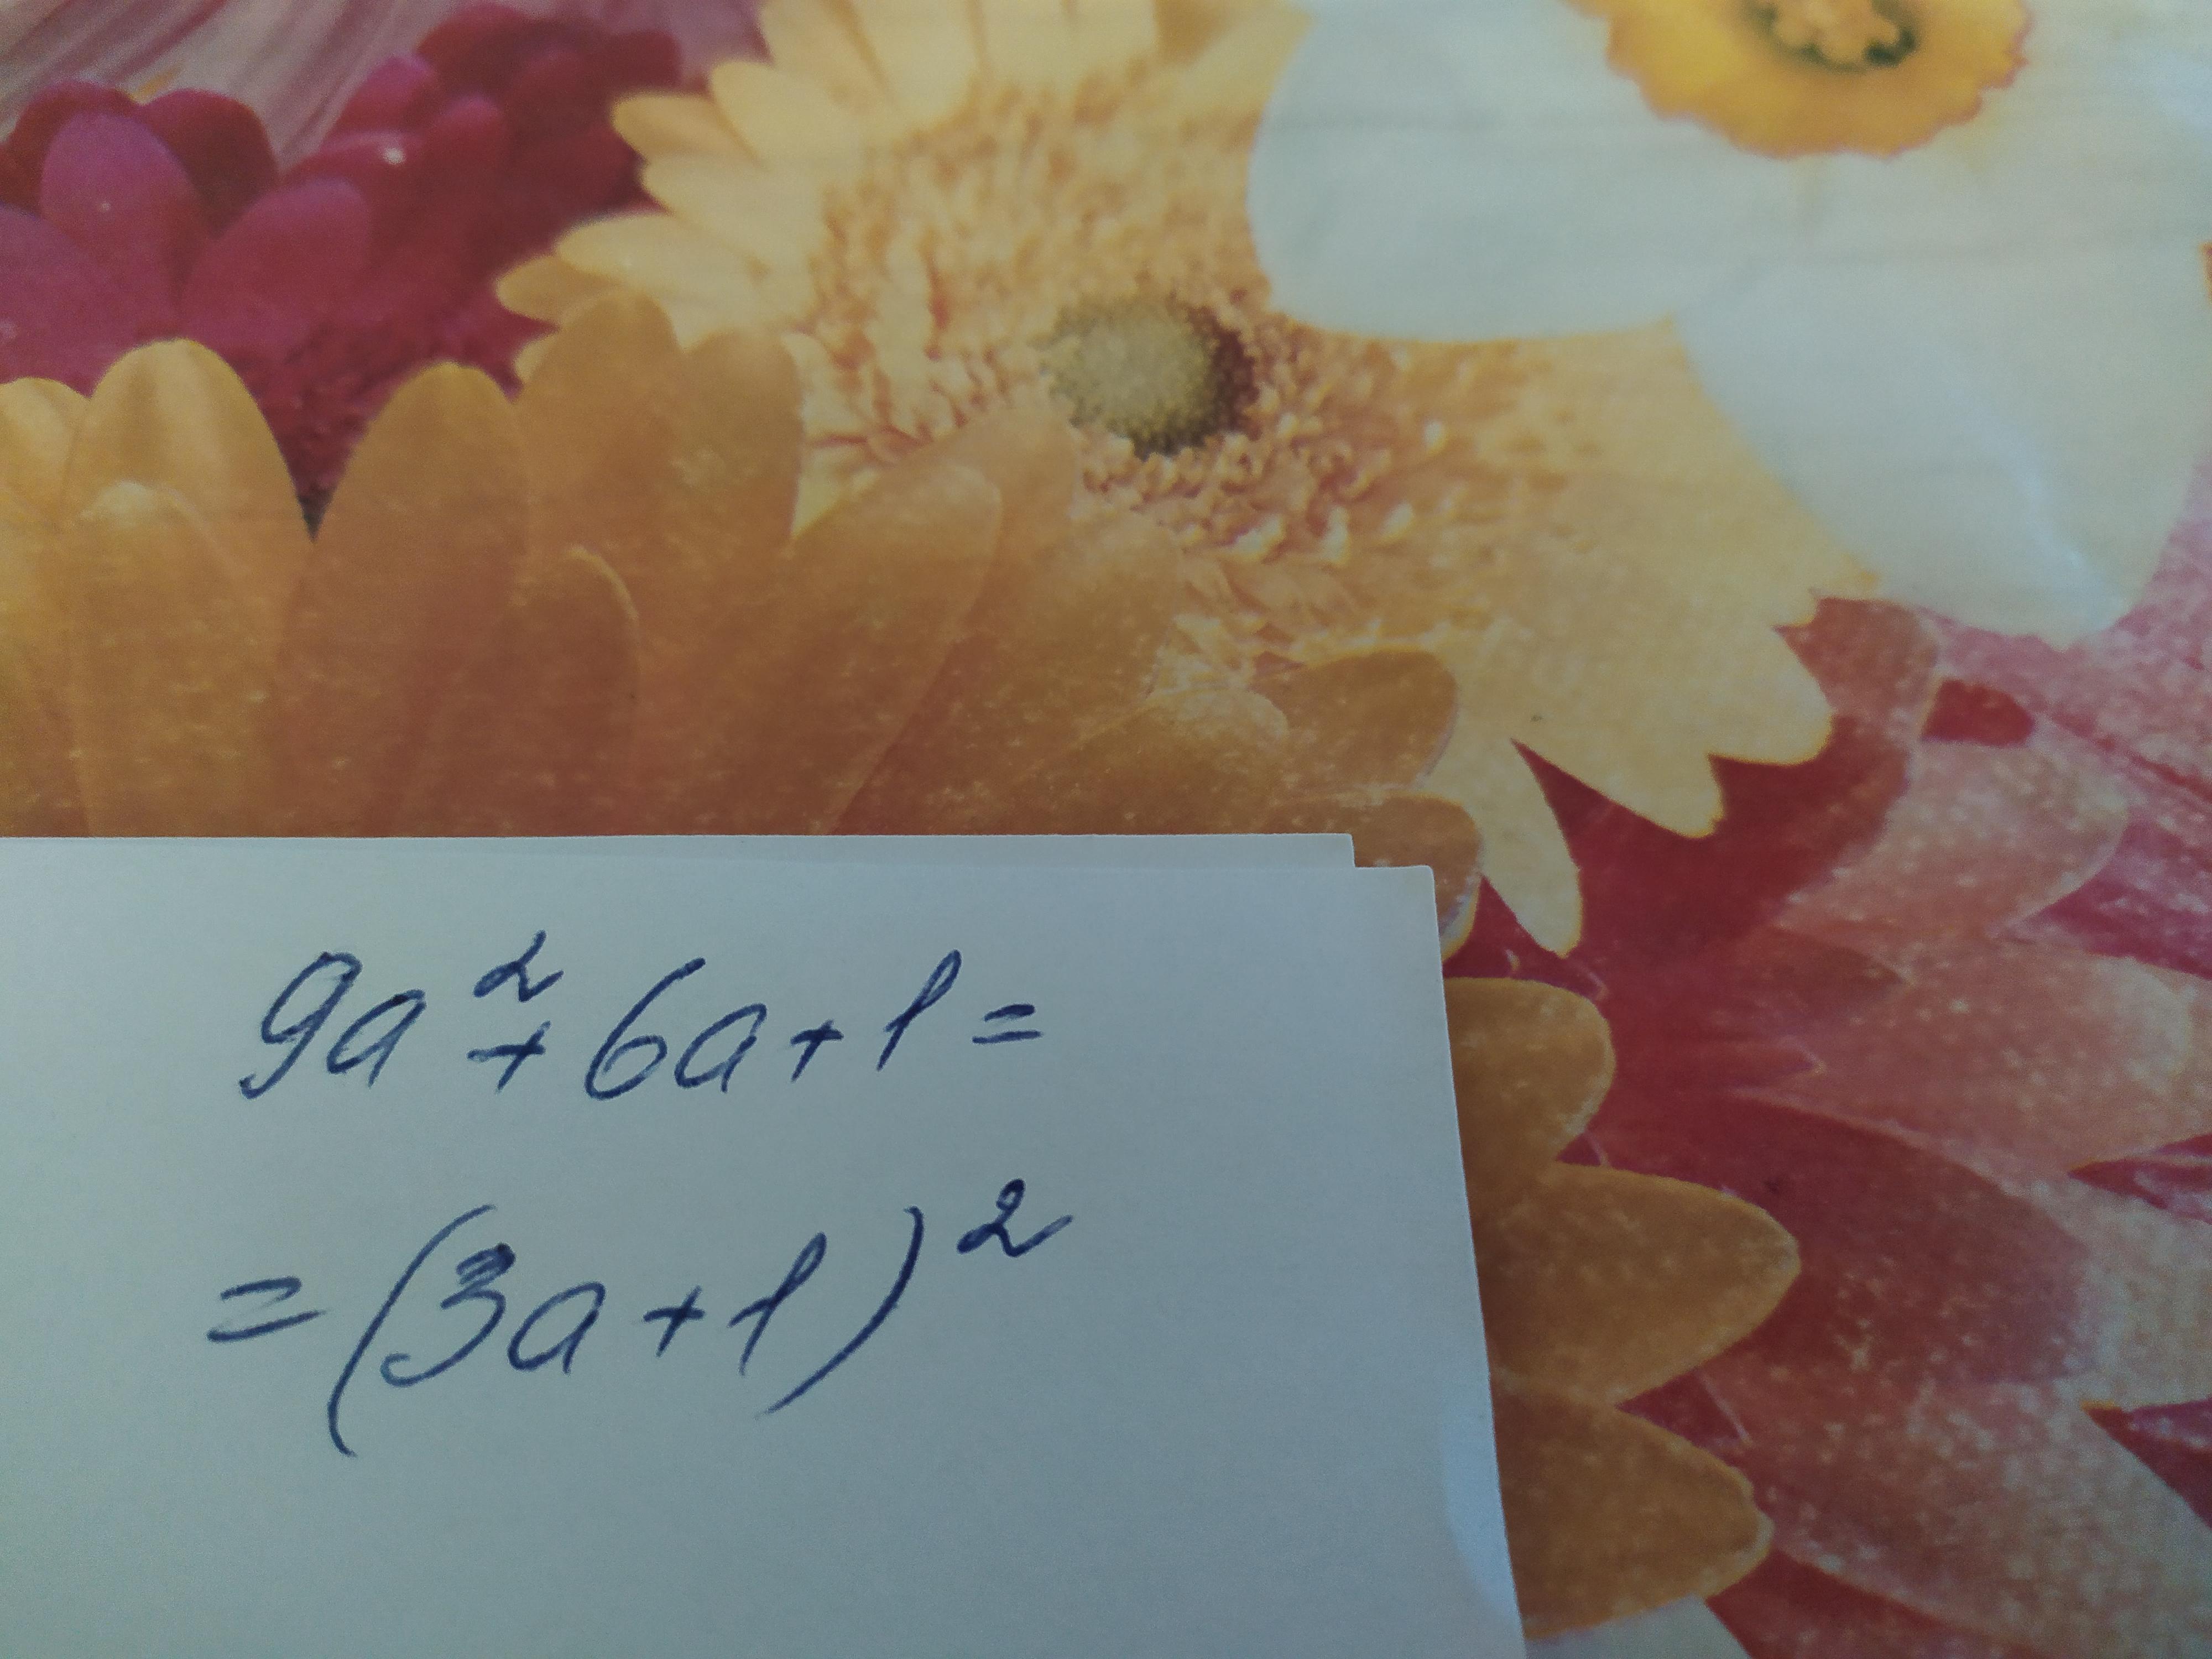 9a²+6a+1=
=(3a+1)²